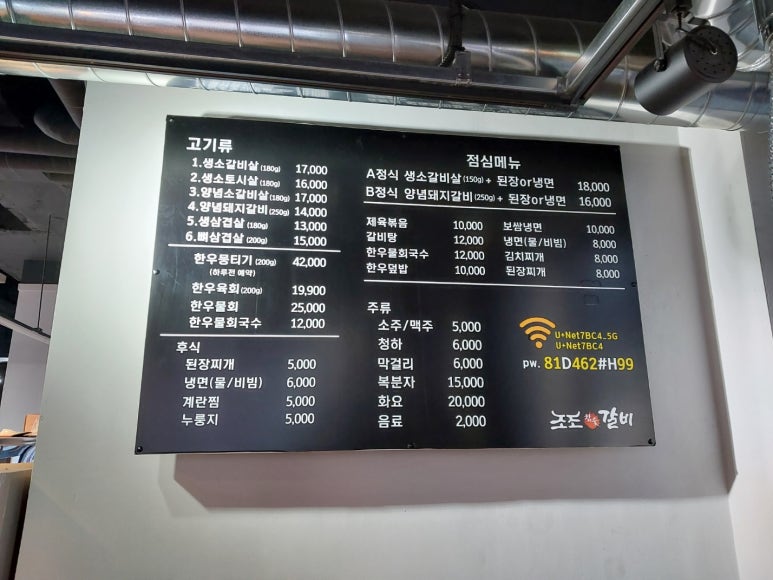 고기류
1.생소갈비살(180g) 17,000
2.생소토시살(180g) 16,000
3.양념소갈비살(180g) 17,000
4.양념돼지갈비(250g) 14,000
5.생삼겹살(180g) 13,000
6.뼈삼겹살(200g) 15,000
한우뭉티기(200g) 42,000
(하루전 예약)
한우육회(200g) 19,900
한우물회 25,000
한우물회국수 12,000
후식
된장찌개 5,000
냉면(물/비빔) 6,000
계란찜 5,000
누룽지 5,000
점심메뉴
A정식 생소갈비살(150g)+ 된장or냉면 18,000
B정식 양념돼지갈비(250g)+ 된장or냉면 16,000
제육볶음 10,000
갈비탕 12,000
한우물회국수 12,000
한우덮밥 10,000
보쌈냉면 10,000
냉면(물/비빔) 8,000
김치찌개 8,000
된장찌개 8,000
주류
소주/맥주 5,000
청하 6,000
막걸리 6,000
복분자 15,000
화요 20,000
음료 2,000
U+Net7BC4_5G
U+Net7BC4
pw. 81D462#H99
조조 갈비